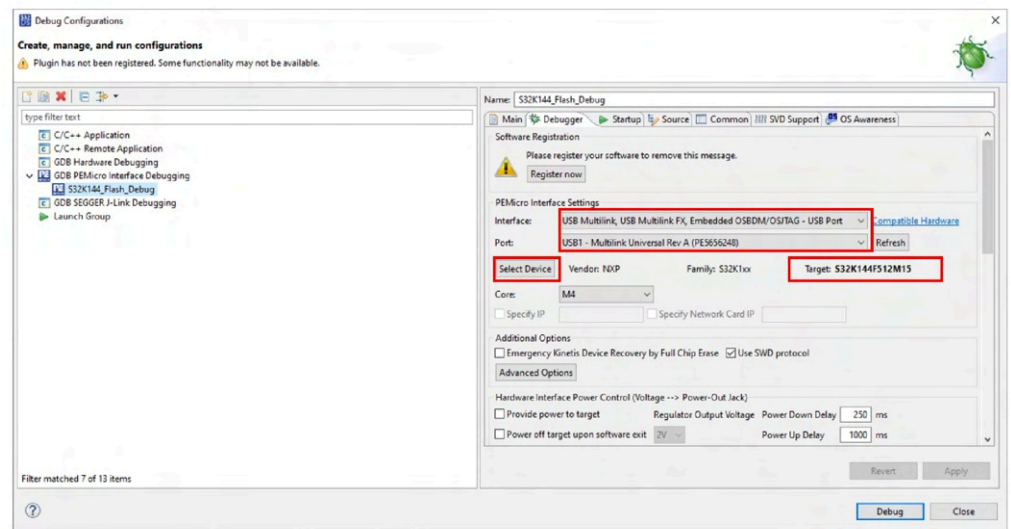 Debug Configurations
Create, manage, and run configurations
Plugin has not been registered. Some functionality may not be available.
type filter text
C/C++ Application
C/C++ Remote Application
GDB Hardware Debugging
GDB PEMicro Interface Debugging
S32K144_Flash_Debug
GDB SEGGER J-Link Debugging
Launch Group
Filter matched 7 of 13 items
Name: S32K144_Flash_Debug
Main Debugger Startup Source Common SVD Support OS Awareness
Software Registration
Please register your software to remove this message.
Register now
PEMicro Interface Settings
Interface: USB Multilink, USB Multilink FX, Embedded OSBDM/OSJTAG - USB Port Compatible Hardware
Port: USB1 - Multilink Universal Rev A (PE5656248) Refresh
Select Device Vendor: NXP Family: S32K1xx Target: S32K144F512M15
Core: M4
Specify IP Specify Network Card IP
Additional Options
Emergency Kinetis Device Recovery by Full Chip Erase Use SWD protocol
Advanced Options
Hardware Interface Power Control (Voltage --> Power-Out Jack)
Provide power to target Regulator Output Voltage Power Down Delay 250 ms
Power off target upon software exit 2V Power Up Delay 1000 ms
Revert Apply
Debug Close